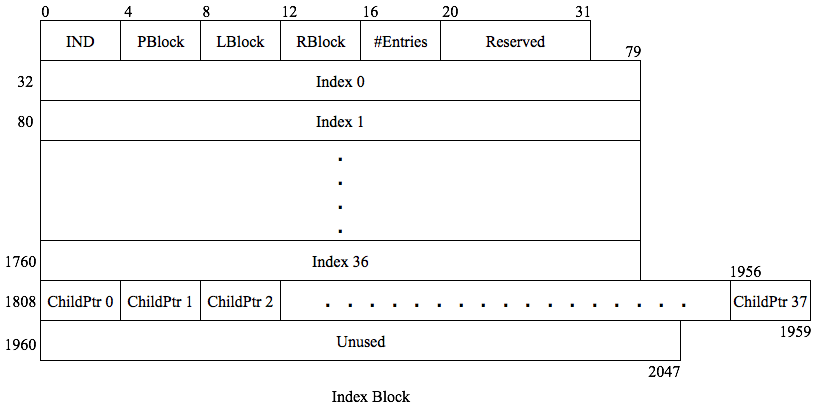 0 4 8 12 16 20 31
IND PBlock LBlock RBlock #Entries Reserved
79
32 Index 0
80 Index 1
1760 Index 36
1956
1808 ChildPtr 0 ChildPtr 1 ChildPtr 2 . . . . . . . . . . . . . . . . . ChildPtr 37
1959
1960 Unused
2047
Index Block